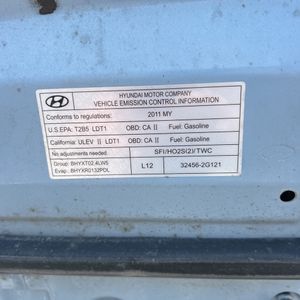 HYUNDAI MOTOR COMPANY
VEHICLE EMISSION CONTROL INFORMATION
Conforms to regulations: 2011 MY
U.S.EPA: T2B5 LDT1 OBD: CA II Fuel: Gasoline
California: ULEV II LDT1 OBD: CA II Fuel: Gasoline
No adjustments needed. SFI/HO2S(2)/TWC
Group: BHYXT02.4LW5
Evap: BHYXR0132PDL
L12 32456-2G121